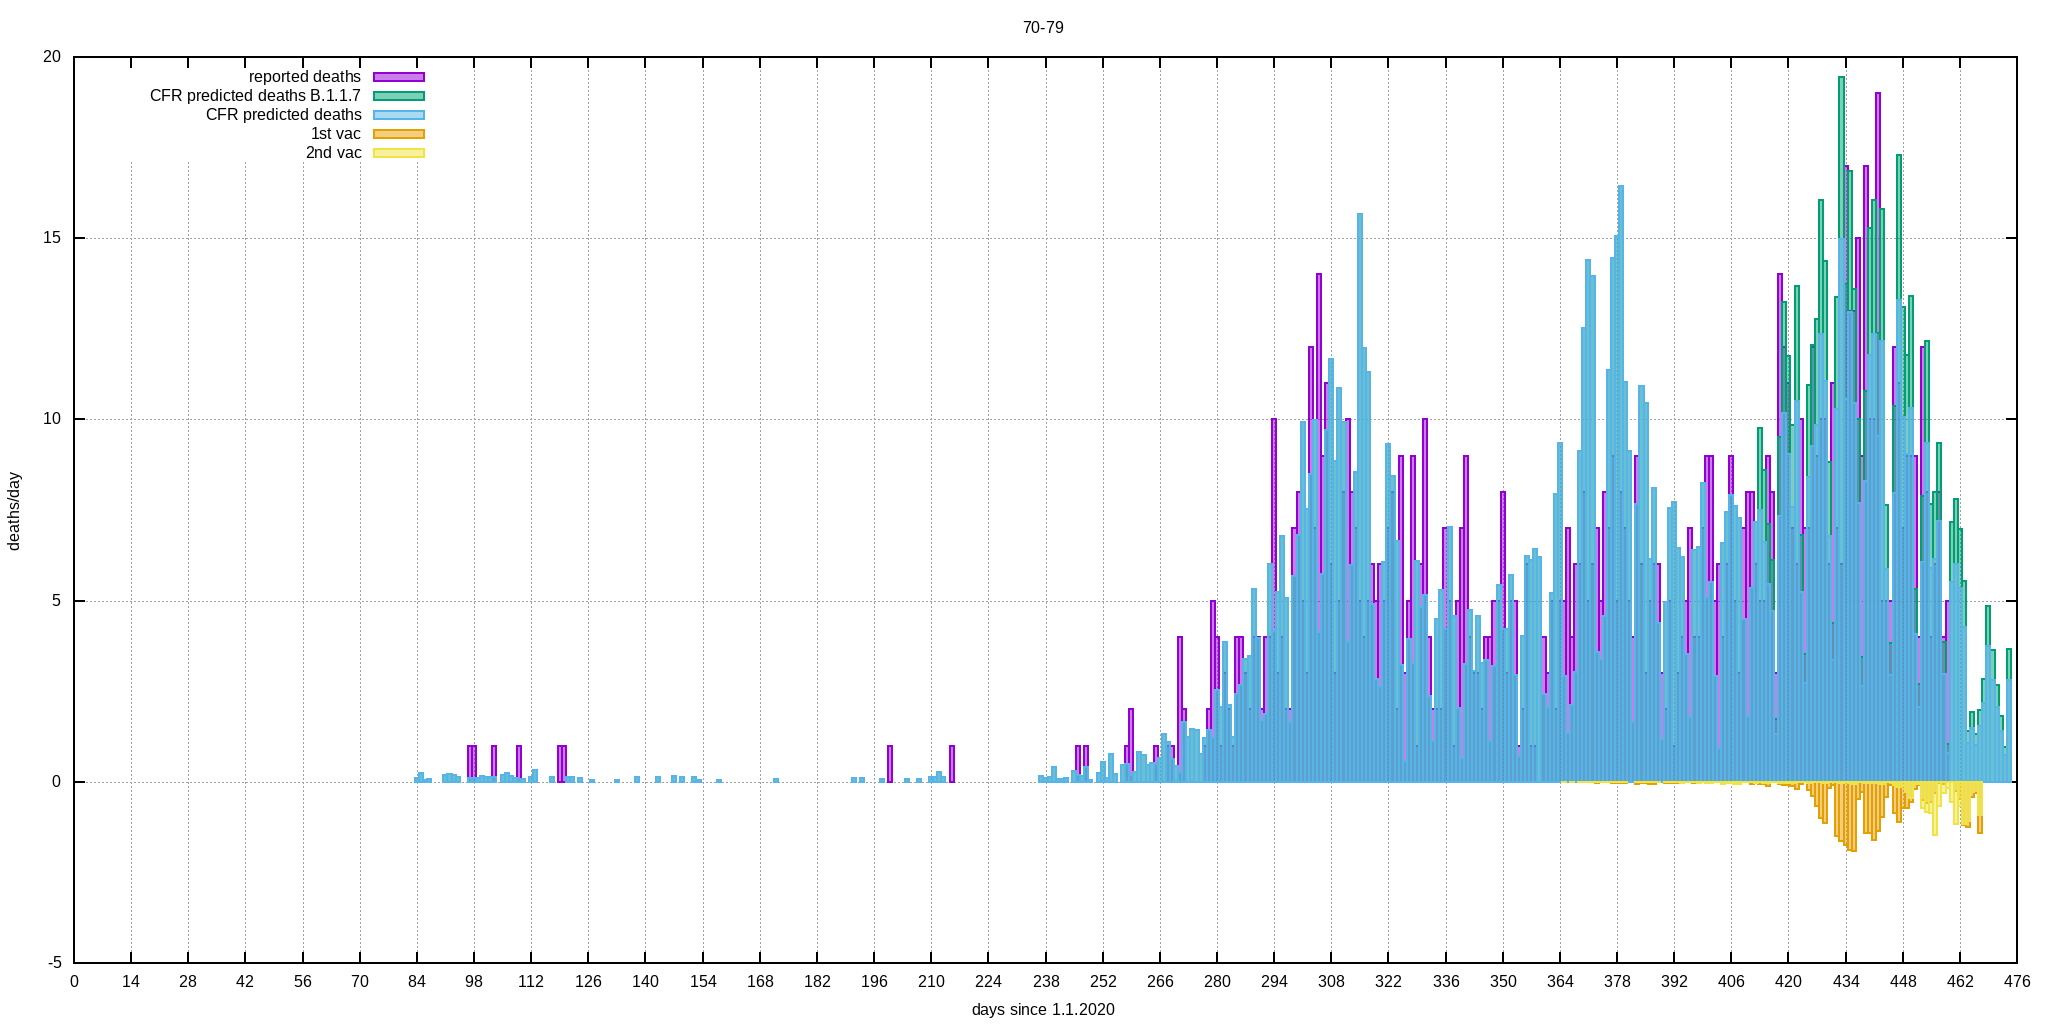 70-79
20
15
10
5
0
-5
deaths/day
reported deaths
CFR predicted deaths B.1.1.7
CFR predicted deaths
1st vac
2nd vac
0 14 28 42 56 70 84 98 112 126 140 154 168 182 196 210 224 238 252 266 280 294 308 322 336 350 364 378 392 406 420 434 448 462 476
days since 1.1.2020